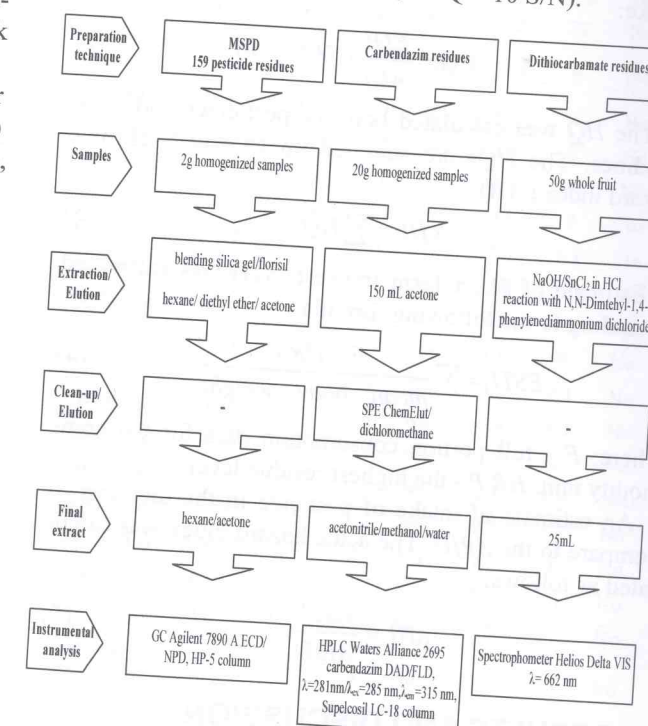 10 S/N).
Preparation
technique
MSPD
159 pesticide residues
Carbendazim residues
Dithiocarbamate residues
Samples
2g homogenized samples
20g homogenized samples
50g whole fruit
Extraction/
Elution
blending silica gel/florisil
hexane/ diethyl ether/ acetone
150 mL acetone
NaOH/SnCl₂ in HCl
reaction with N,N-Dimtehyl-1,4-
phenylenediammonium dichloride
Clean-up/
Elution
-
SPE ChemElut/
dichloromethane
-
Final
extract
hexane/acetone
acetonitrile/methanol/water
25mL
Instrumental
analysis
GC Agilent 7890 A ECD/
NPD, HP-5 column
HPLC Waters Alliance 2695
carbendazim DAD/FLD,
λ=281nm/λex=285 nm,λem=315 nm,
Supelcosil LC-18 column
Spectrophotometer Helios Delta VIS
λ= 662 nm